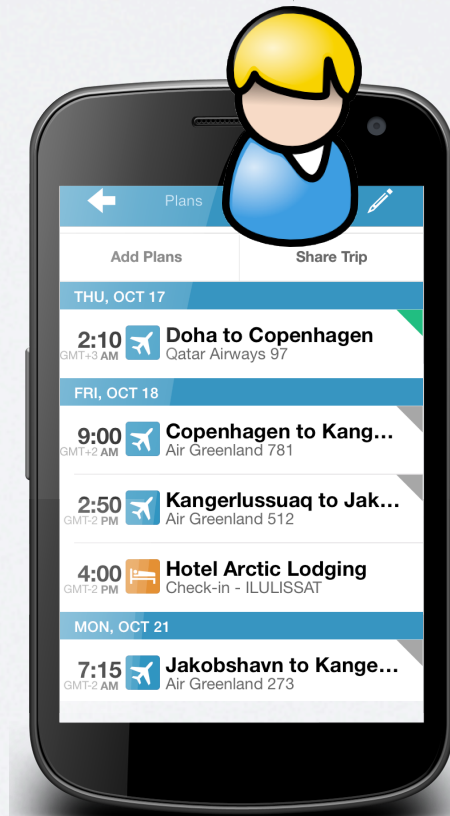 Plans
Add Plans
Share Trip
THU, OCT 17
2:10 Doha to Copenhagen
GMT+3 AM Qatar Airways 97
FRI, OCT 18
9:00 Copenhagen to Kang...
GMT+2 AM Air Greenland 781
2:50 Kangerlussuaq to Jak...
GMT-2 PM Air Greenland 512
4:00 Hotel Arctic Lodging
GMT-2 PM Check-in - ILULISSAT
MON, OCT 21
7:15 Jakobshavn to Kange...
GMT-2 AM Air Greenland 273